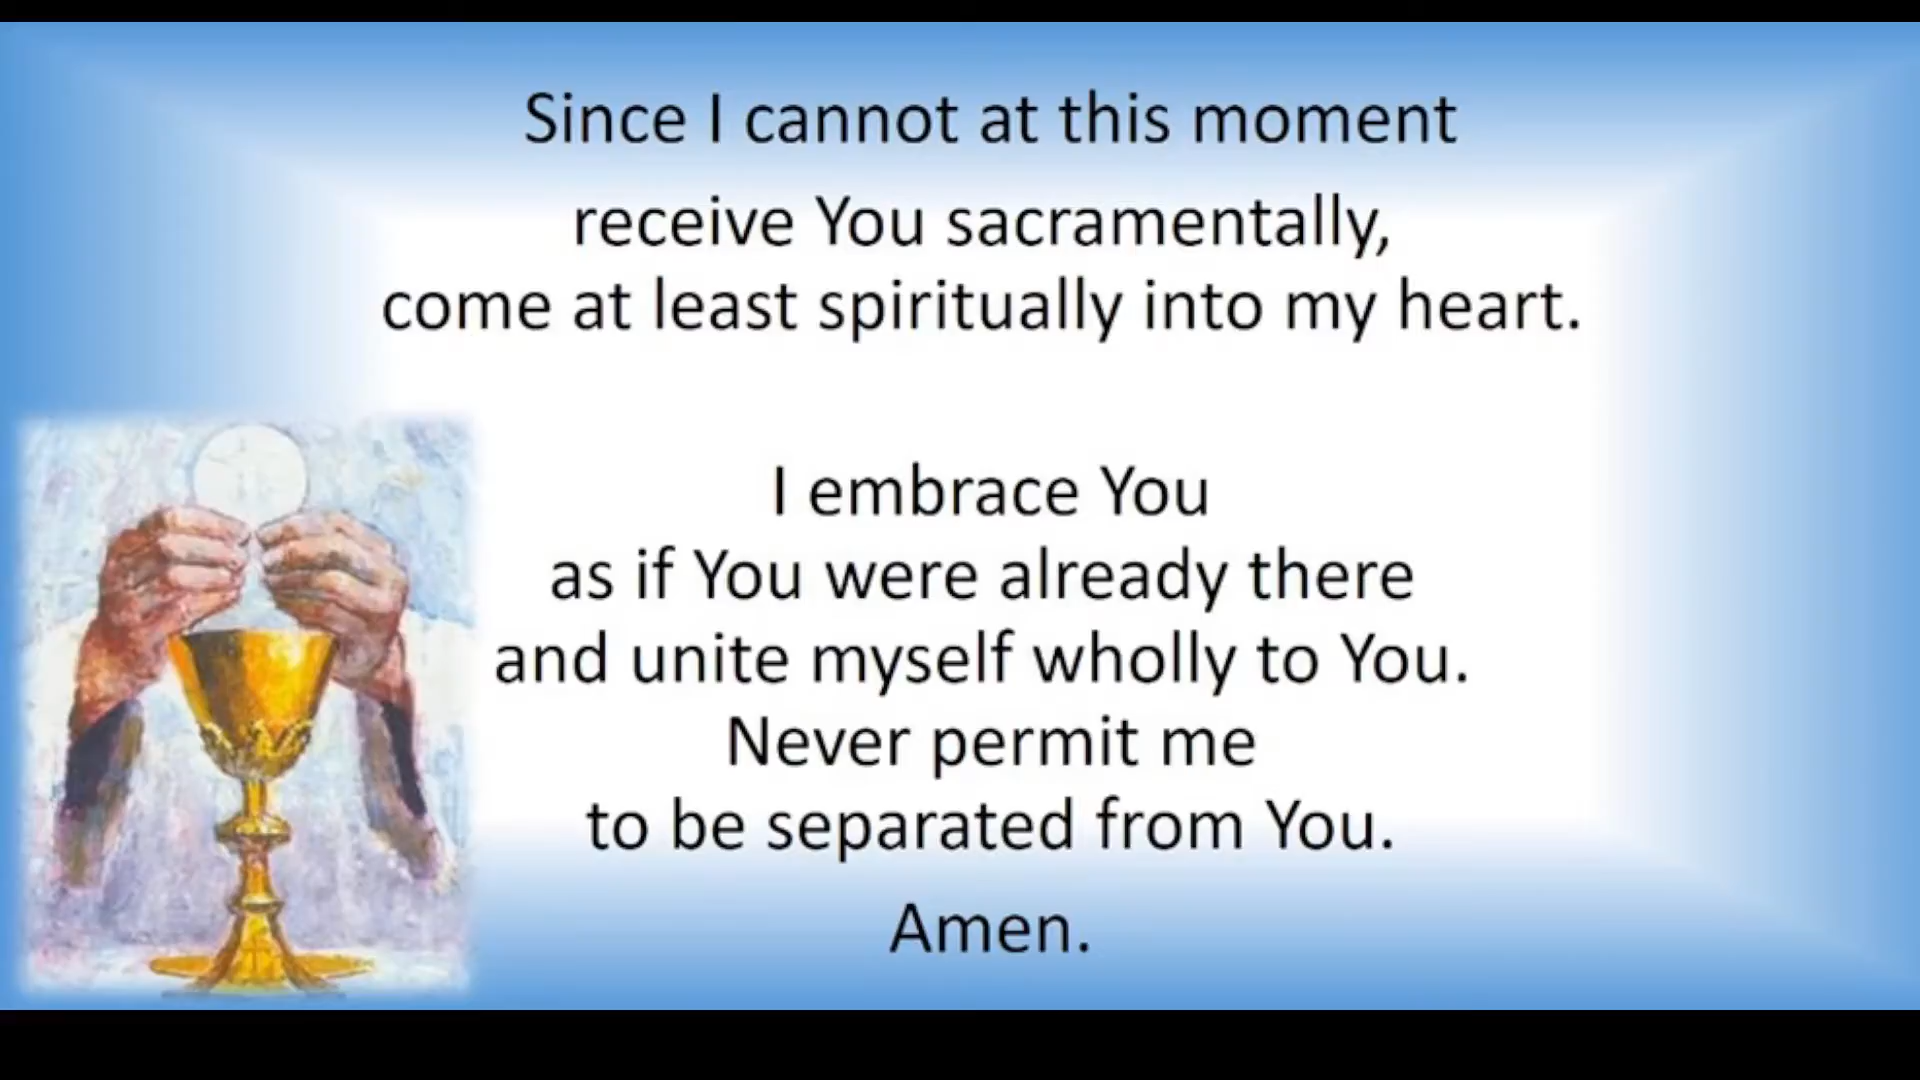 Since I cannot at this moment
receive You sacramentally,
come at least spiritually into my heart.
I embrace You
as if You were already there
and unite myself wholly to You.
Never permit me
to be separated from You.
Amen.